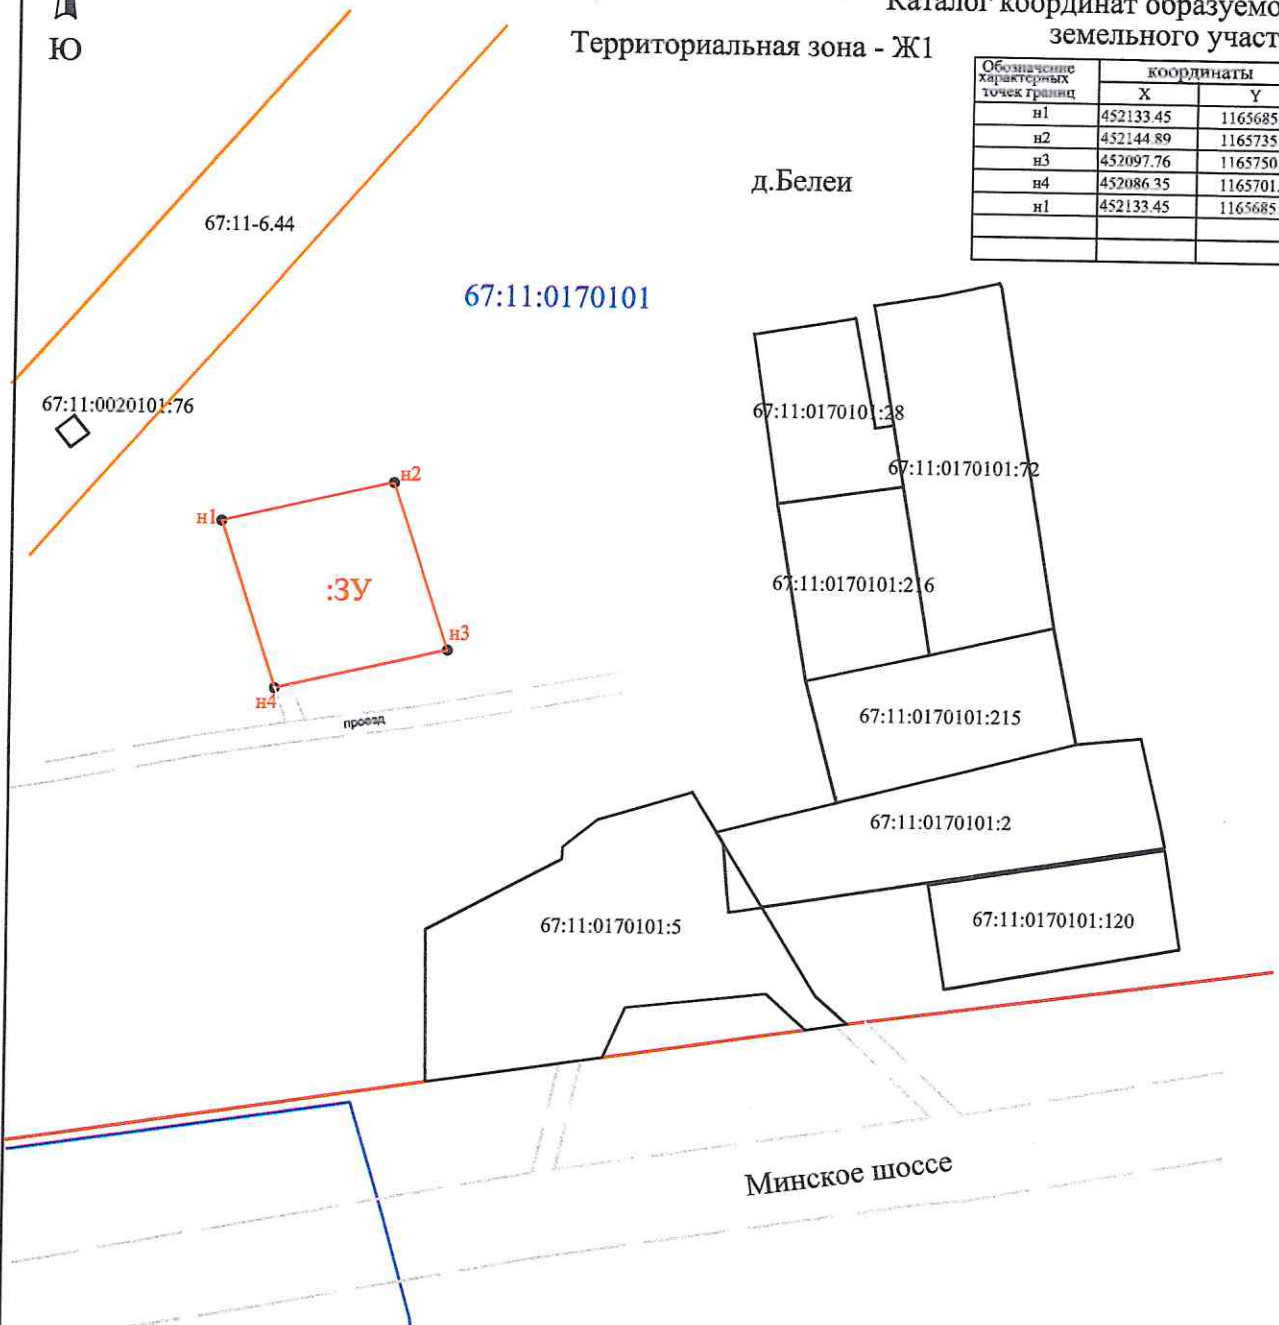 Ю
Каталог координат образуемо
земельного участ
Территориальная зона - Ж1
Обозначение характерных точек границ | координаты
X | Y
н1 | 452133.45 | 1165685
н2 | 452144.89 | 1165735
н3 | 452097.76 | 1165750
н4 | 452086.35 | 1165701.
н1 | 452133.45 | 1165685.
д.Белеи
67:11-6.44
67:11:0170101
67:11:0020101:76
67:11:0170101:28
67:11:0170101:72
н2
н1
:ЗУ
67:11:0170101:216
н3
н4
проезд
67:11:0170101:215
67:11:0170101:2
67:11:0170101:5
67:11:0170101:120
Минское шоссе